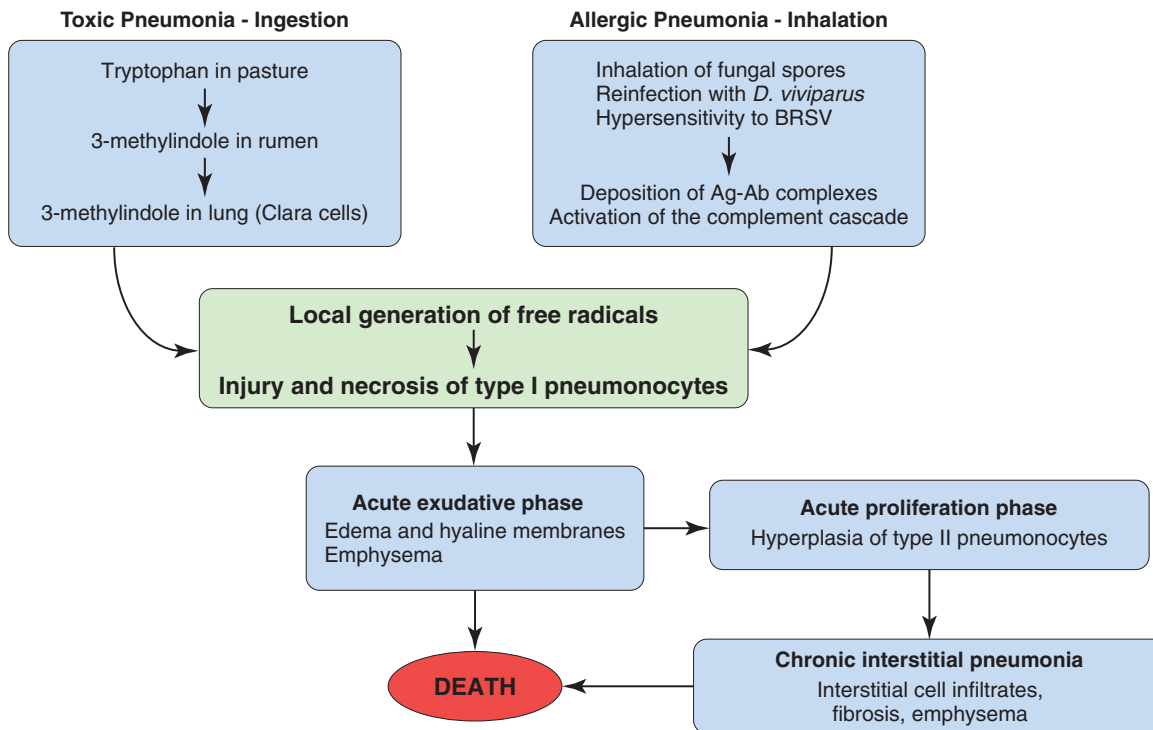 Toxic Pneumonia - Ingestion
Tryptophan in pasture
3-methylindole in rumen
3-methylindole in lung (Clara cells)
Allergic Pneumonia - Inhalation
Inhalation of fungal spores
Reinfection with D. viviparus
Hypersensitivity to BRSV
Deposition of Ag-Ab complexes
Activation of the complement cascade
Local generation of free radicals
Injury and necrosis of type I pneumonocytes
Acute exudative phase
Edema and hyaline membranes
Emphysema
Acute proliferation phase
Hyperplasia of type II pneumonocytes
Chronic interstitial pneumonia
Interstitial cell infiltrates,
fibrosis, emphysema
DEATH